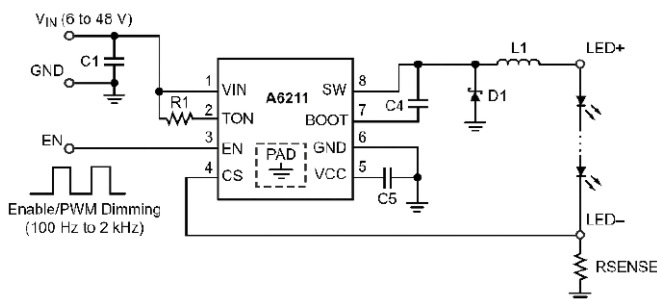 VIN (6 to 48 V)
C1
GND
R1
EN
Enable/PWM Dimming
(100 Hz to 2 kHz)
A6211
1 VIN
2 TON
3 EN
4 CS
PAD
SW 8
BOOT 7
GND 6
VCC 5
C4
C5
D1
L1
LED+
LED–
RSENSE